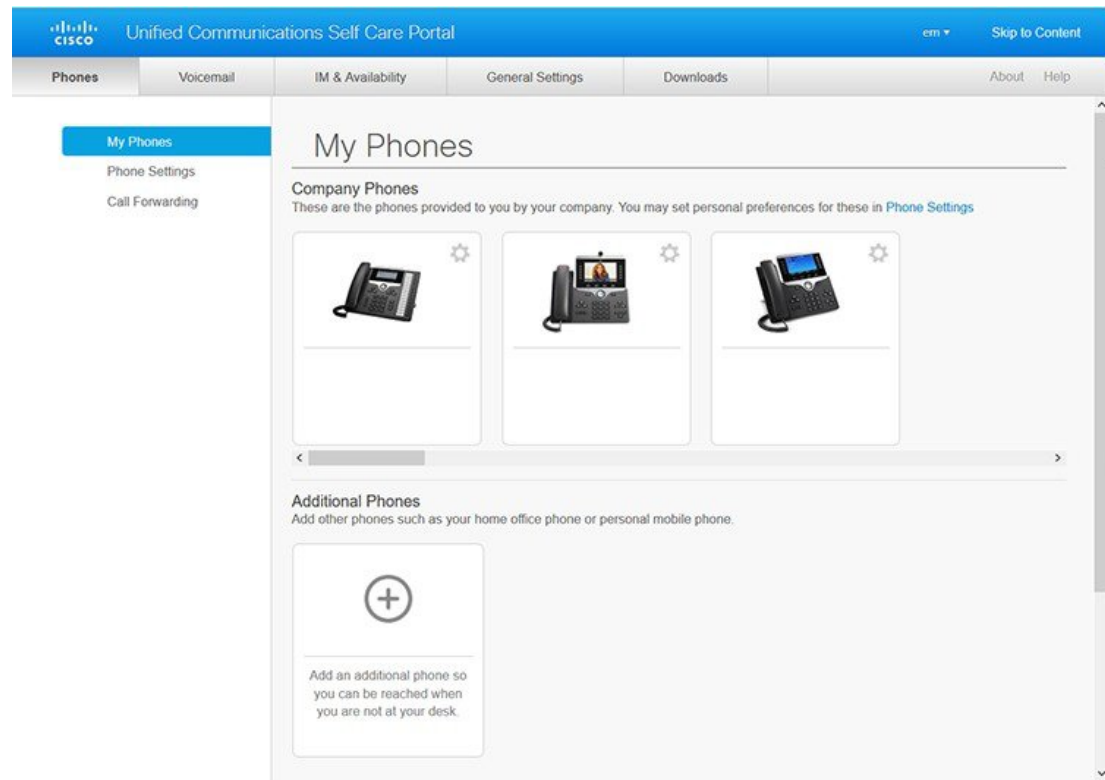 CISCO
Unified Communications Self Care Portal
em
Skip to Content
Phones
Voicemail
IM & Availability
General Settings
Downloads
About
Help
My Phones
Phone Settings
Call Forwarding
My Phones
Company Phones
These are the phones provided to you by your company. You may set personal preferences for these in Phone Settings
Additional Phones
Add other phones such as your home office phone or personal mobile phone.
Add an additional phone so
you can be reached when
you are not at your desk.